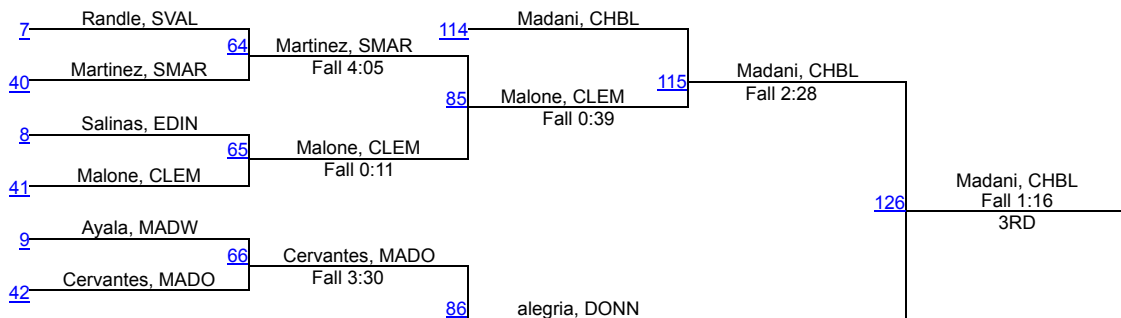 Randle, SVAL
Madani, CHBL
7
114
64
Martinez, SMAR
Fall 4:05
Martinez, SMAR
40
Madani, CHBL
115
Fall 2:28
85
Malone, CLEM
Fall 0:39
Salinas, EDIN
8
65
Malone, CLEM
Fall 0:11
Malone, CLEM
41
Madani, CHBL
126
Fall 1:16
3RD
Ayala, MADW
9
66
Cervantes, MADO
Fall 3:30
Cervantes, MADO
42
86
alegria, DONN